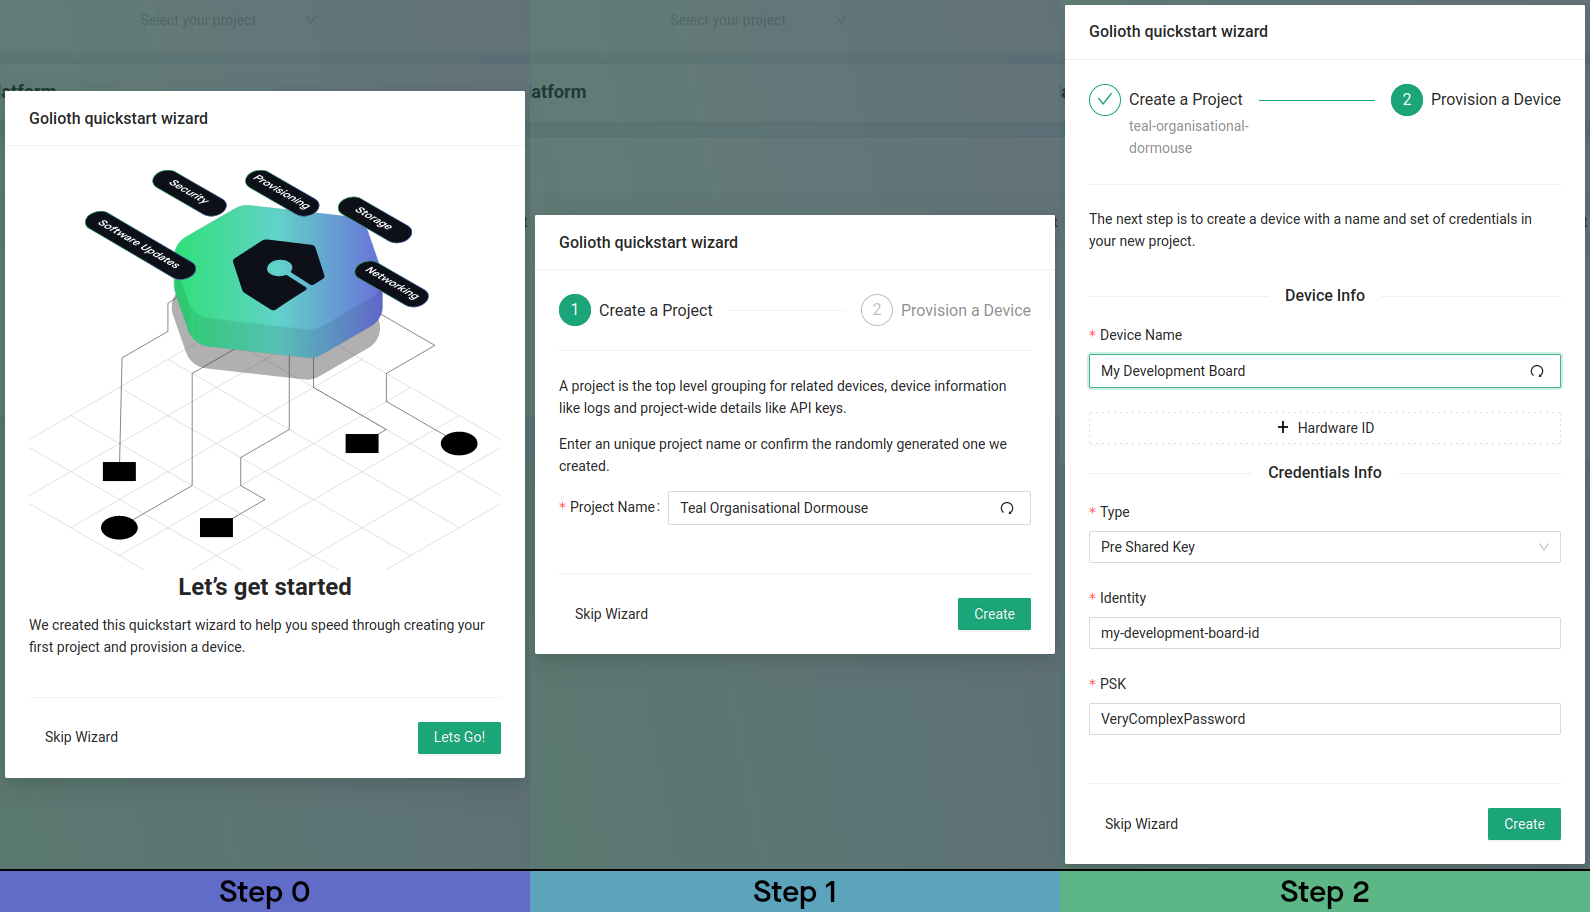 Select your project
atform
Golioth quickstart wizard
Security
Provisioning
Storage
Software Updates
Networking
Let’s get started
We created this quickstart wizard to help you speed through creating your
first project and provision a device.
Skip Wizard
Lets Go!
Step 0
Select your project
atform
Golioth quickstart wizard
1 Create a Project
2 Provision a Device
A project is the top level grouping for related devices, device information
like logs and project-wide details like API keys.
Enter an unique project name or confirm the randomly generated one we
created.
* Project Name: Teal Organisational Dormouse
Skip Wizard
Create
Step 1
Golioth quickstart wizard
Create a Project
teal-organisational-
dormouse
2 Provision a Device
The next step is to create a device with a name and set of credentials in
your new project.
Device Info
* Device Name
My Development Board
+ Hardware ID
Credentials Info
* Type
Pre Shared Key
* Identity
my-development-board-id
* PSK
VeryComplexPassword
Skip Wizard
Create
Step 2